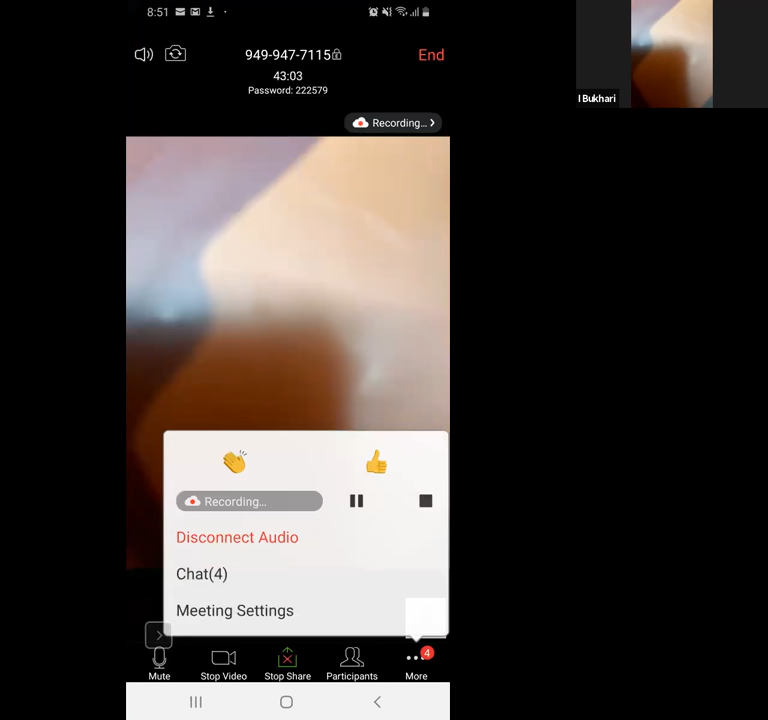 8:51
949-947-7115
End
43:03
Password: 222579
Recording...
I Bukhari
Recording...
Disconnect Audio
Chat(4)
Meeting Settings
4
Mute
Stop Video
Stop Share
Participants
More